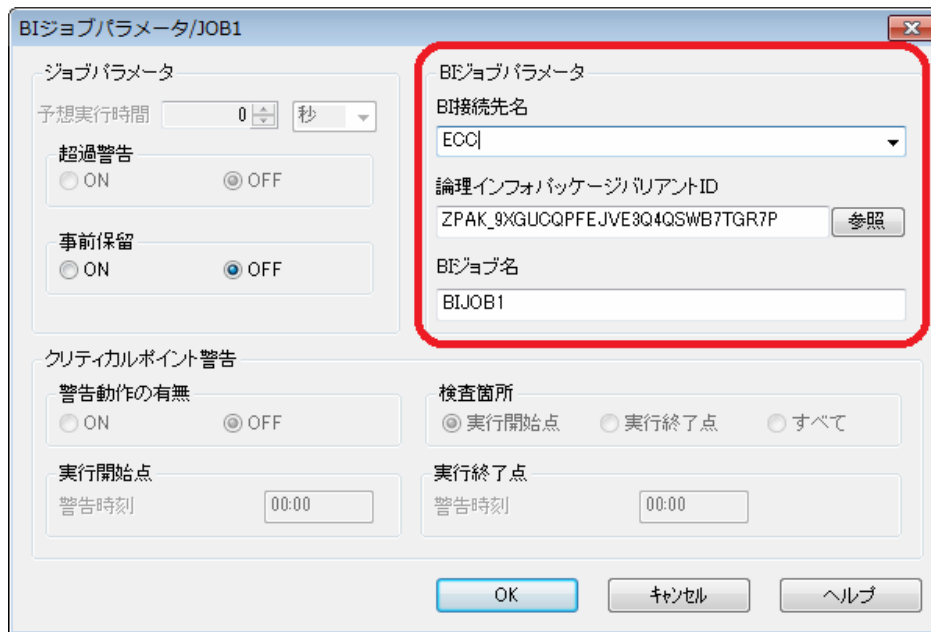 BIジョブパラメータ/JOB1
ジョブパラメータ
予想実行時間 0 秒
超過警告
ON OFF
事前保留
ON OFF
BIジョブパラメータ
BI接続先名
ECC
論理インフォパッケージバリアントID
ZPAK_9XGUCQPFEJVE3Q4QSWB7TGR7P 参照
BIジョブ名
BIJOB1
クリティカルポイント警告
警告動作の有無
ON OFF
検査箇所
実行開始点 実行終了点 すべて
実行開始点
警告時刻 00:00
実行終了点
警告時刻 00:00
OK キャンセル ヘルプ